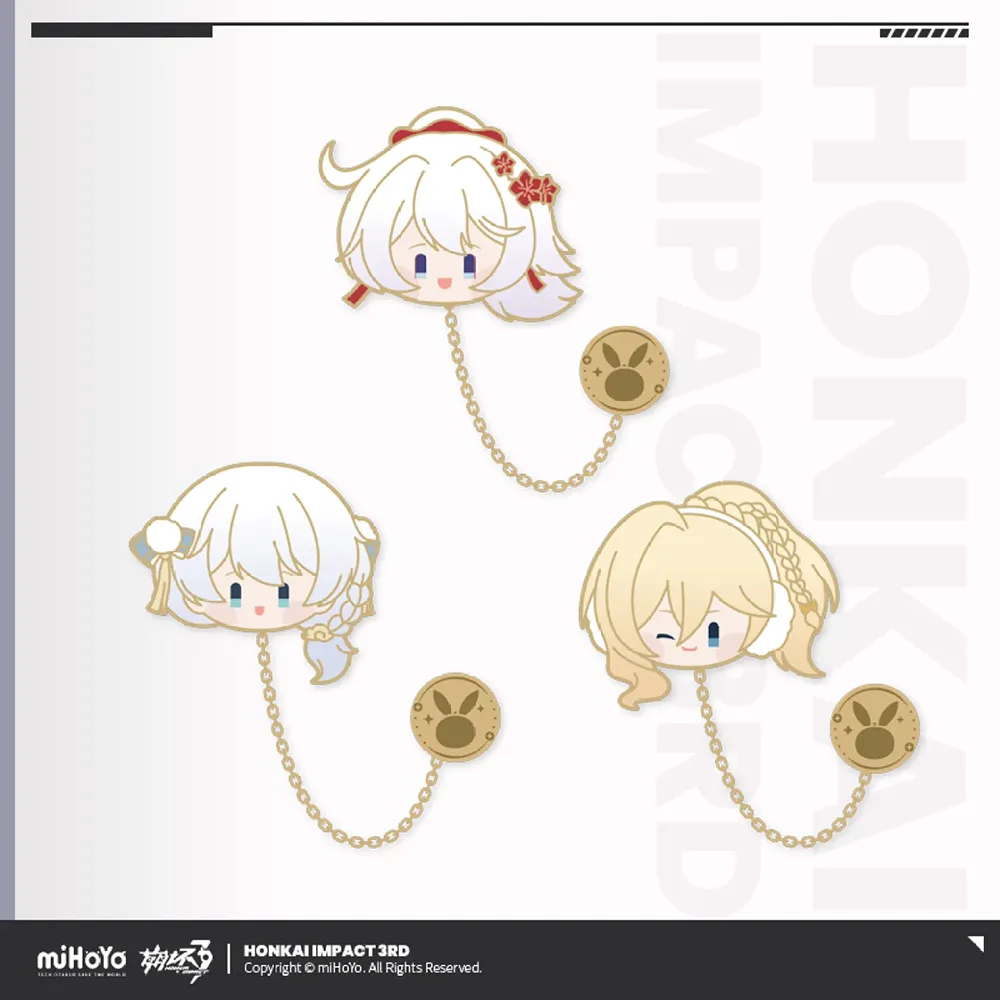 HONKAI
IMPACT 3RD
miHoYo
TECH OTAKUS SAVE THE WORLD
崩坏3
HONKAI IMPACT 3RD
Copyright © miHoYo. All Rights Reserved.